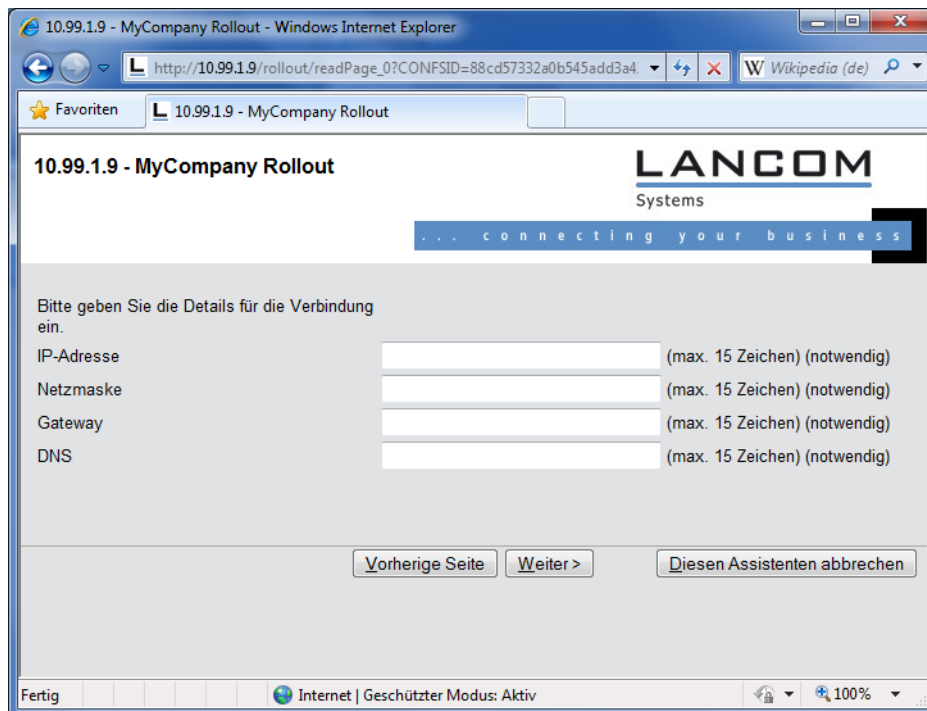 10.99.1.9 - MyCompany Rollout - Windows Internet Explorer
http://10.99.1.9/rollout/readPage_0?CONFSID=88cd57332a0b545add3a4. Wikipedia (de)
Favoriten 10.99.1.9 - MyCompany Rollout
10.99.1.9 - MyCompany Rollout
LANCOM
Systems
... connecting your business
Bitte geben Sie die Details für die Verbindung
ein.
IP-Adresse (max. 15 Zeichen) (notwendig)
Netzmaske (max. 15 Zeichen) (notwendig)
Gateway (max. 15 Zeichen) (notwendig)
DNS (max. 15 Zeichen) (notwendig)
Vorherige Seite Weiter > Diesen Assistenten abbrechen
Fertig Internet | Geschützter Modus: Aktiv 100%